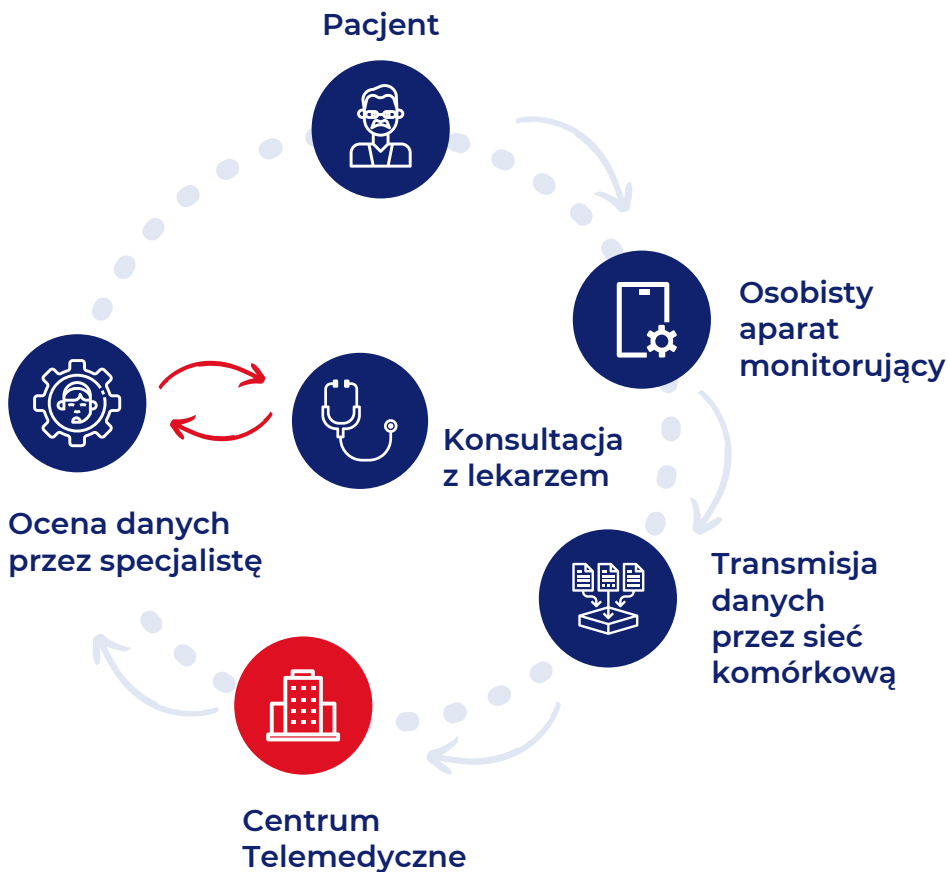 Pacjent
Osobisty
aparat
monitorujący
Konsultacja
z lekarzem
Ocena danych
przez specjalistę
Transmisja
danych
przez sieć
komórkową
Centrum
Telemedyczne